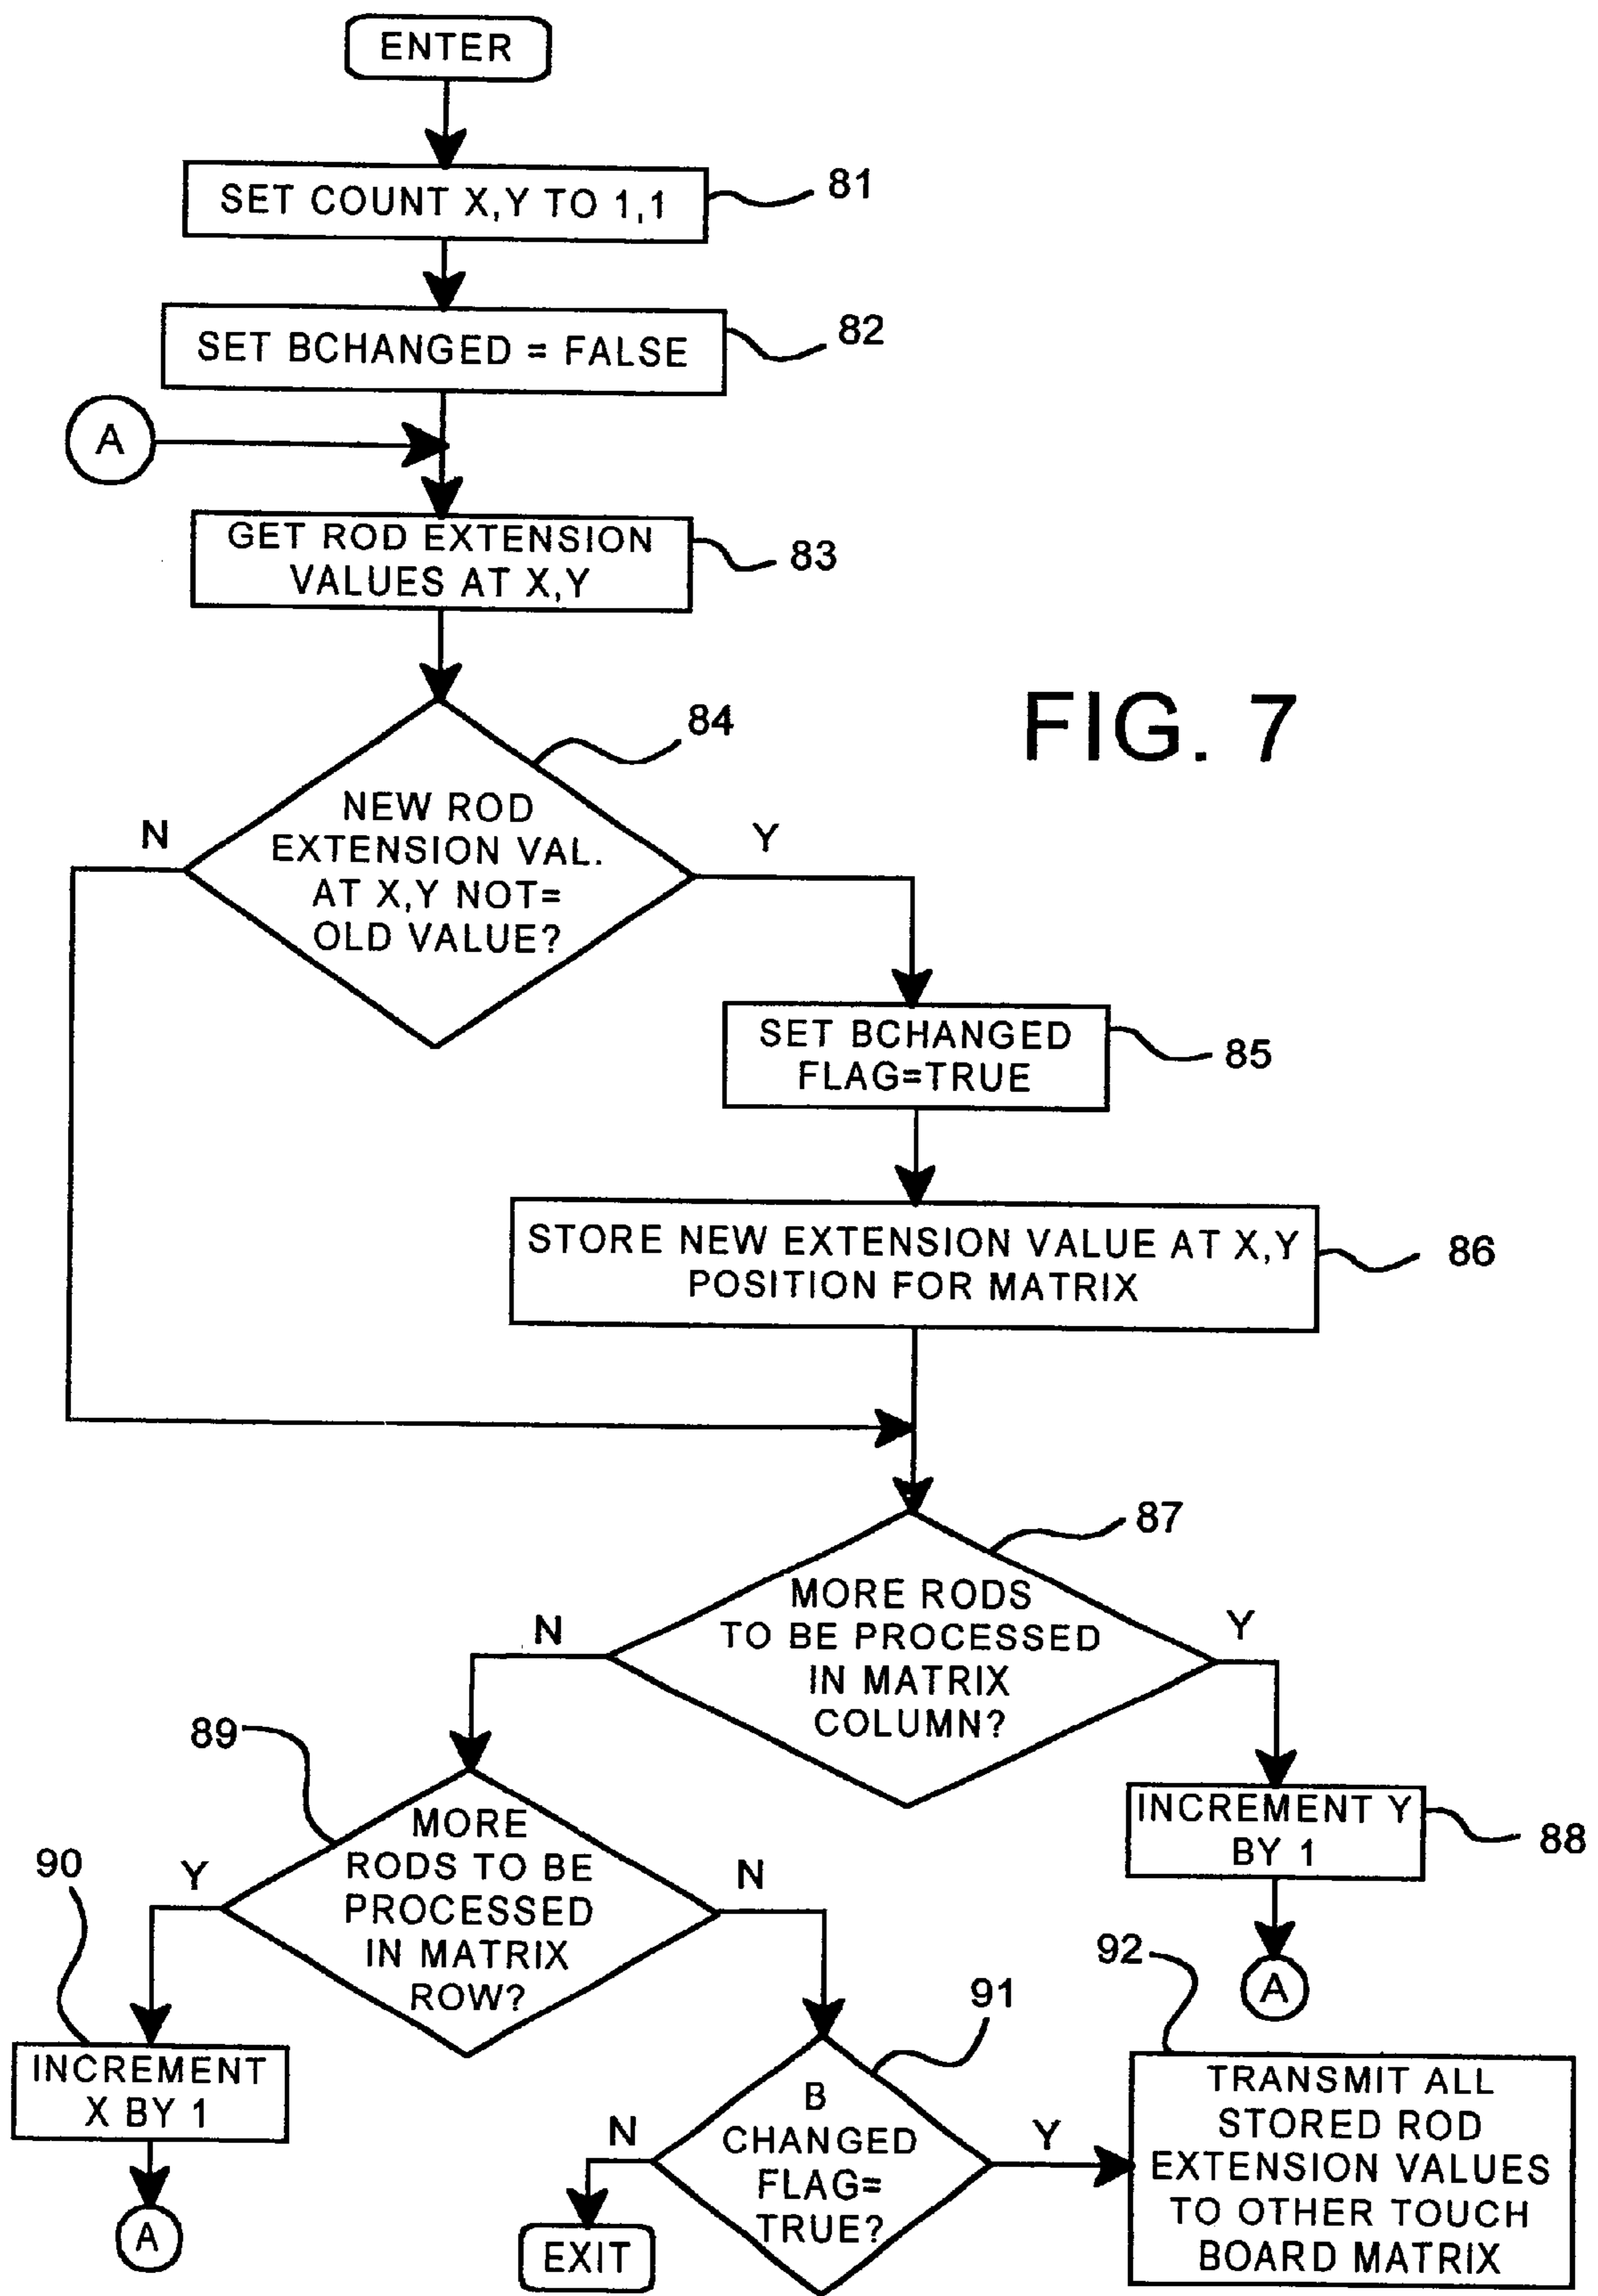 ENTER
SET COUNT X,Y TO 1,1
81
SET BCHANGED = FALSE
82
A
GET ROD EXTENSION
VALUES AT X,Y
83
FIG. 7
84
NEW ROD
EXTENSION VAL.
AT X,Y NOT=
OLD VALUE?
N
Y
SET BCHANGED
FLAG=TRUE
85
STORE NEW EXTENSION VALUE AT X,Y
POSITION FOR MATRIX
86
87
MORE RODS
TO BE PROCESSED
IN MATRIX
COLUMN?
N
Y
INCREMENT Y
BY 1
88
A
89
MORE
RODS TO BE
PROCESSED
IN MATRIX
ROW?
Y
N
90
INCREMENT
X BY 1
A
91
B
CHANGED
FLAG=
TRUE?
N
Y
EXIT
92
TRANSMIT ALL
STORED ROD
EXTENSION VALUES
TO OTHER TOUCH
BOARD MATRIX